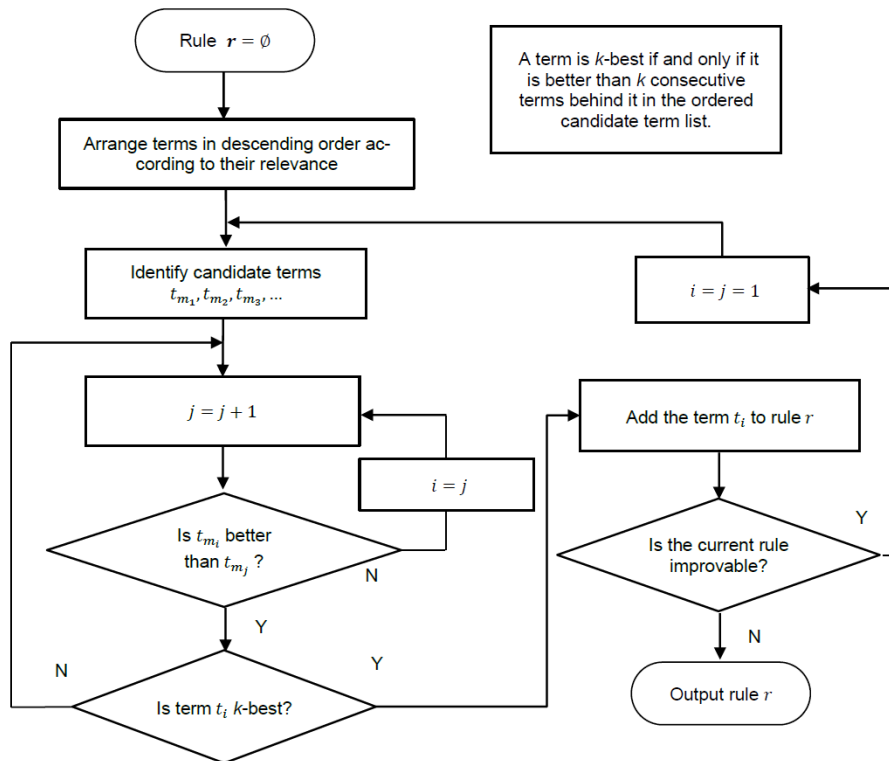 Rule r = ∅
A term is k-best if and only if it
is better than k consecutive
terms behind it in the ordered
candidate term list.
Arrange terms in descending order ac-
cording to their relevance
Identify candidate terms
t_{m_1}, t_{m_2}, t_{m_3}, ...
i = j = 1
j = j + 1
Add the term t_i to rule r
i = j
Is t_{m_i} better
than t_{m_j} ?
N
Y
Is the current rule
improvable?
Y
N
N
Y
Is term t_i k-best?
Output rule r